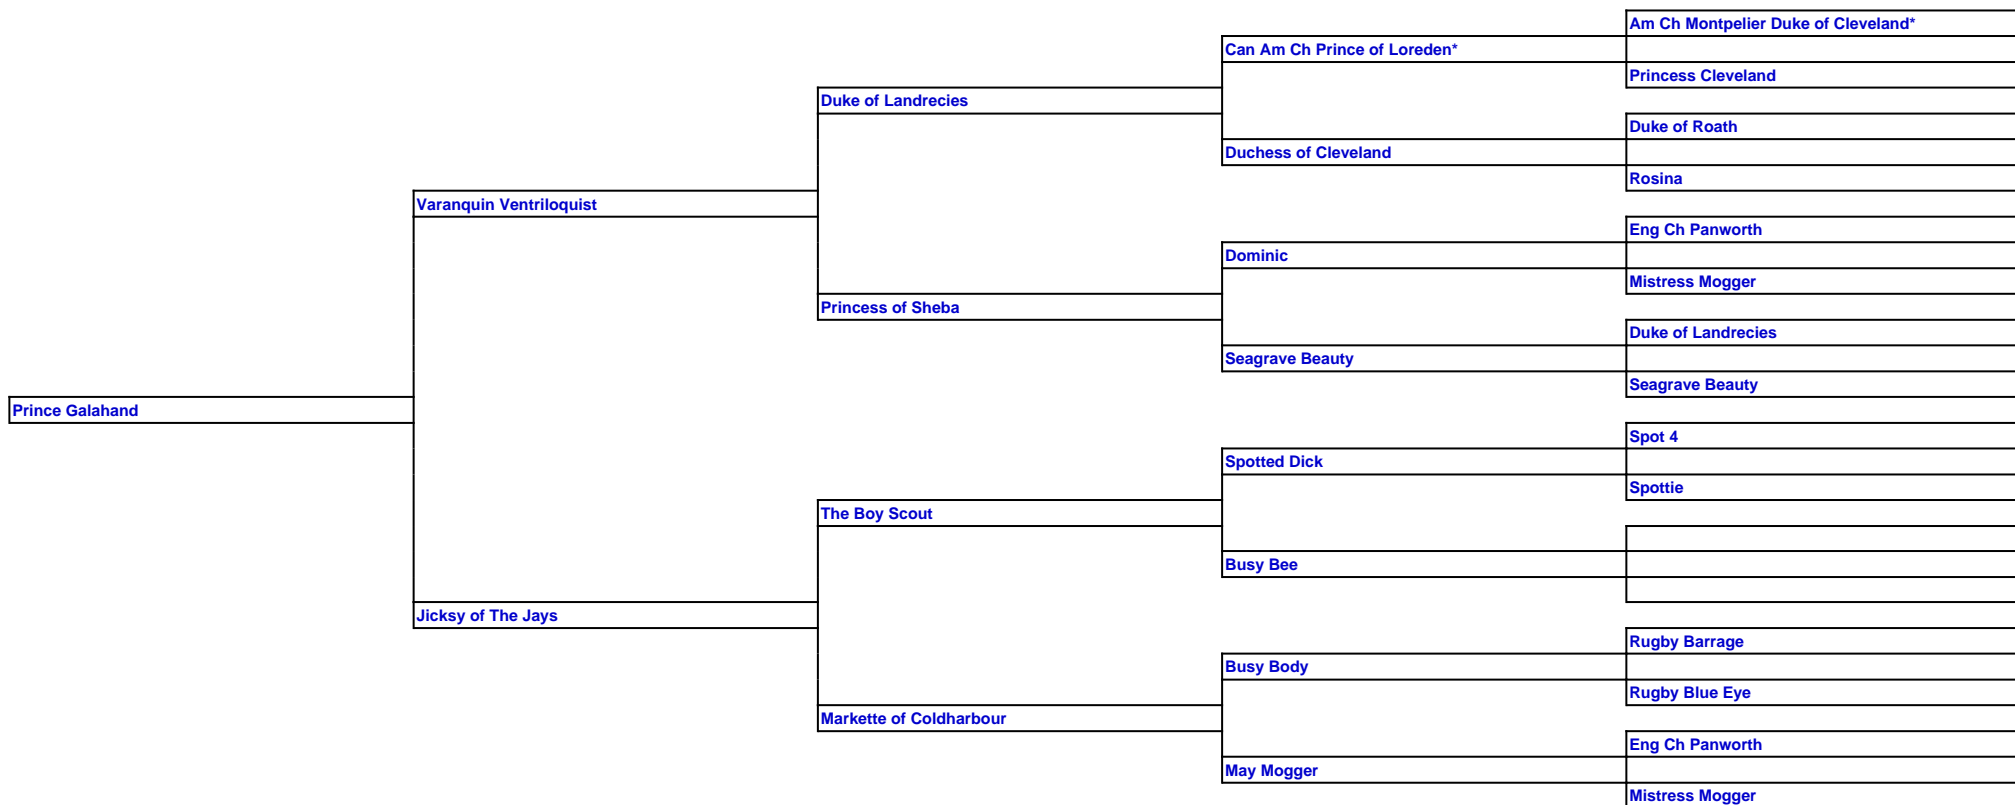 Am Ch Montpelier Duke of Cleveland*
Can Am Ch Prince of Loreden*
Princess Cleveland
Duke of Landrecies
Duke of Roath
Duchess of Cleveland
Rosina
Varanquin Ventriloquist
Eng Ch Panworth
Dominic
Mistress Mogger
Princess of Sheba
Duke of Landrecies
Seagrave Beauty
Seagrave Beauty
Prince Galahand
Spot 4
Spotted Dick
Spottie
The Boy Scout
Busy Bee
Jicksy of The Jays
Rugby Barrage
Busy Body
Rugby Blue Eye
Markette of Coldharbour
Eng Ch Panworth
May Mogger
Mistress Mogger